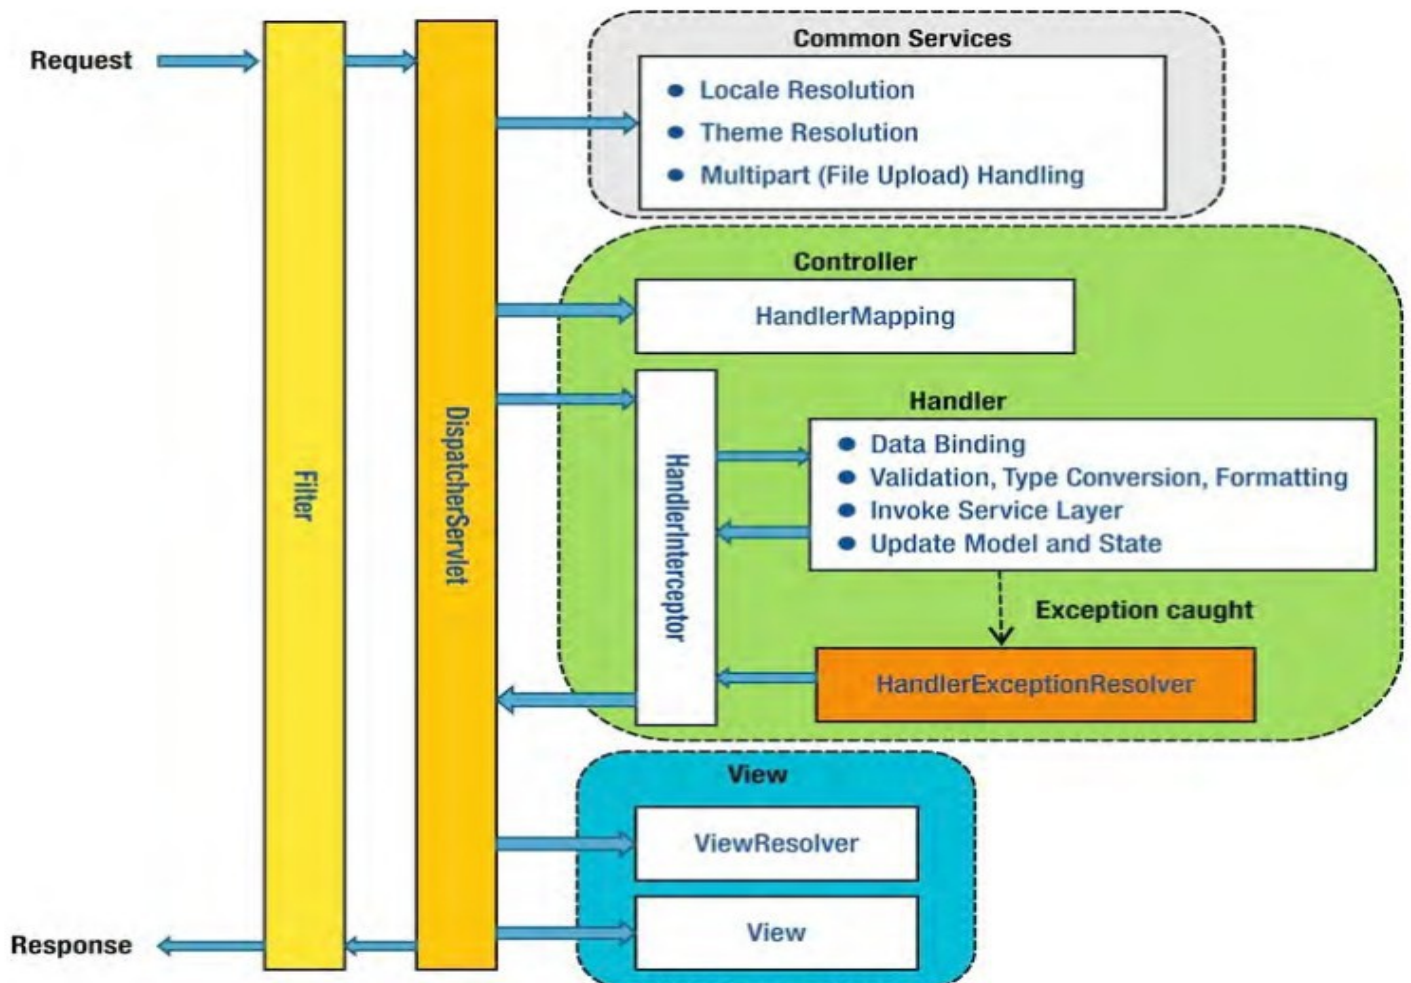 Common Services
Request
Locale Resolution
Theme Resolution
Multipart (File Upload) Handling
Controller
HandlerMapping
Filter
DispatcherServlet
HandlerInterceptor
Handler
Data Binding
Validation, Type Conversion, Formatting
Invoke Service Layer
Update Model and State
Exception caught
HandlerExceptionResolver
View
ViewResolver
View
Response